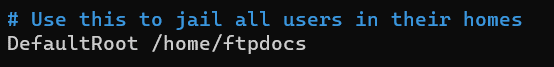 # Use this to jail all users in their homes
DefaultRoot /home/ftpdocs